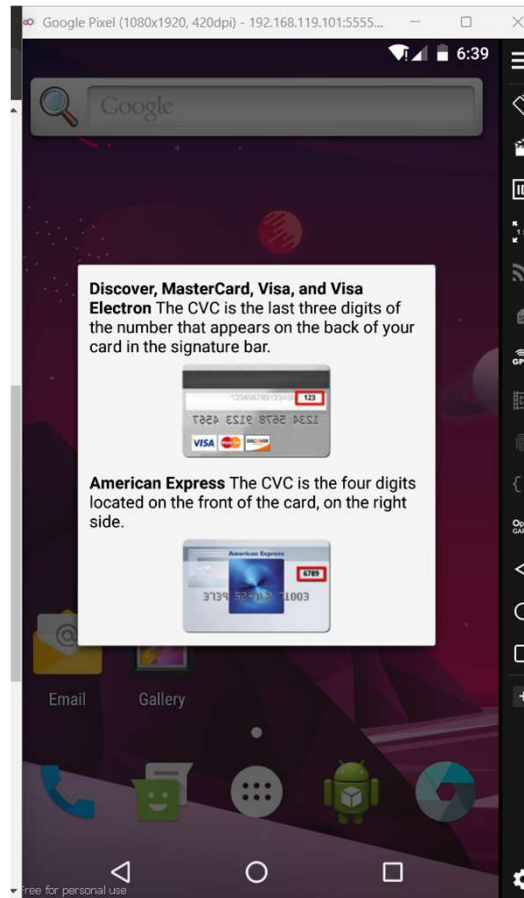 Google Pixel (1080x1920, 420dpi) - 192.168.119.101:5555...
6:39
Google
Discover, MasterCard, Visa, and Visa
Electron The CVC is the last three digits of
the number that appears on the back of your
card in the signature bar.
123
1234 5678 9123 4567
VISA
DISCOVER
American Express The CVC is the four digits
located on the front of the card, on the right
side.
American Express
6789
Email
Gallery
Free for personal use